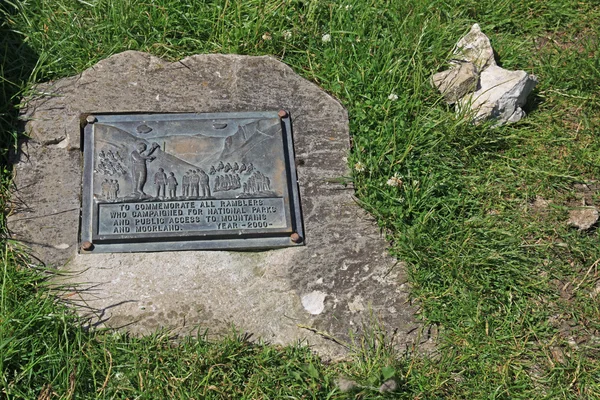 TO COMMEMORATE ALL RAMBLERS
WHO CAMPAIGNED FOR NATIONAL PARKS
AND PUBLIC ACCESS TO MOUNTAINS
AND MOORLAND. YEAR -2000-